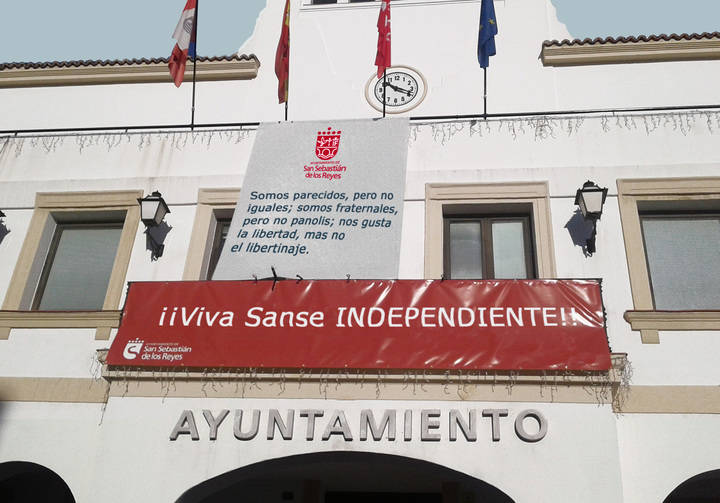 AYUNTAMIENTO DE
San Sebastián
de los Reyes
Somos parecidos, pero no
iguales; somos fraternales,
pero no panolis; nos gusta
la libertad, mas no
el libertinaje.
¡¡Viva Sanse INDEPENDIENTE!!
AYUNTAMIENTO DE
San Sebastián
de los Reyes
AYUNTAMIENTO